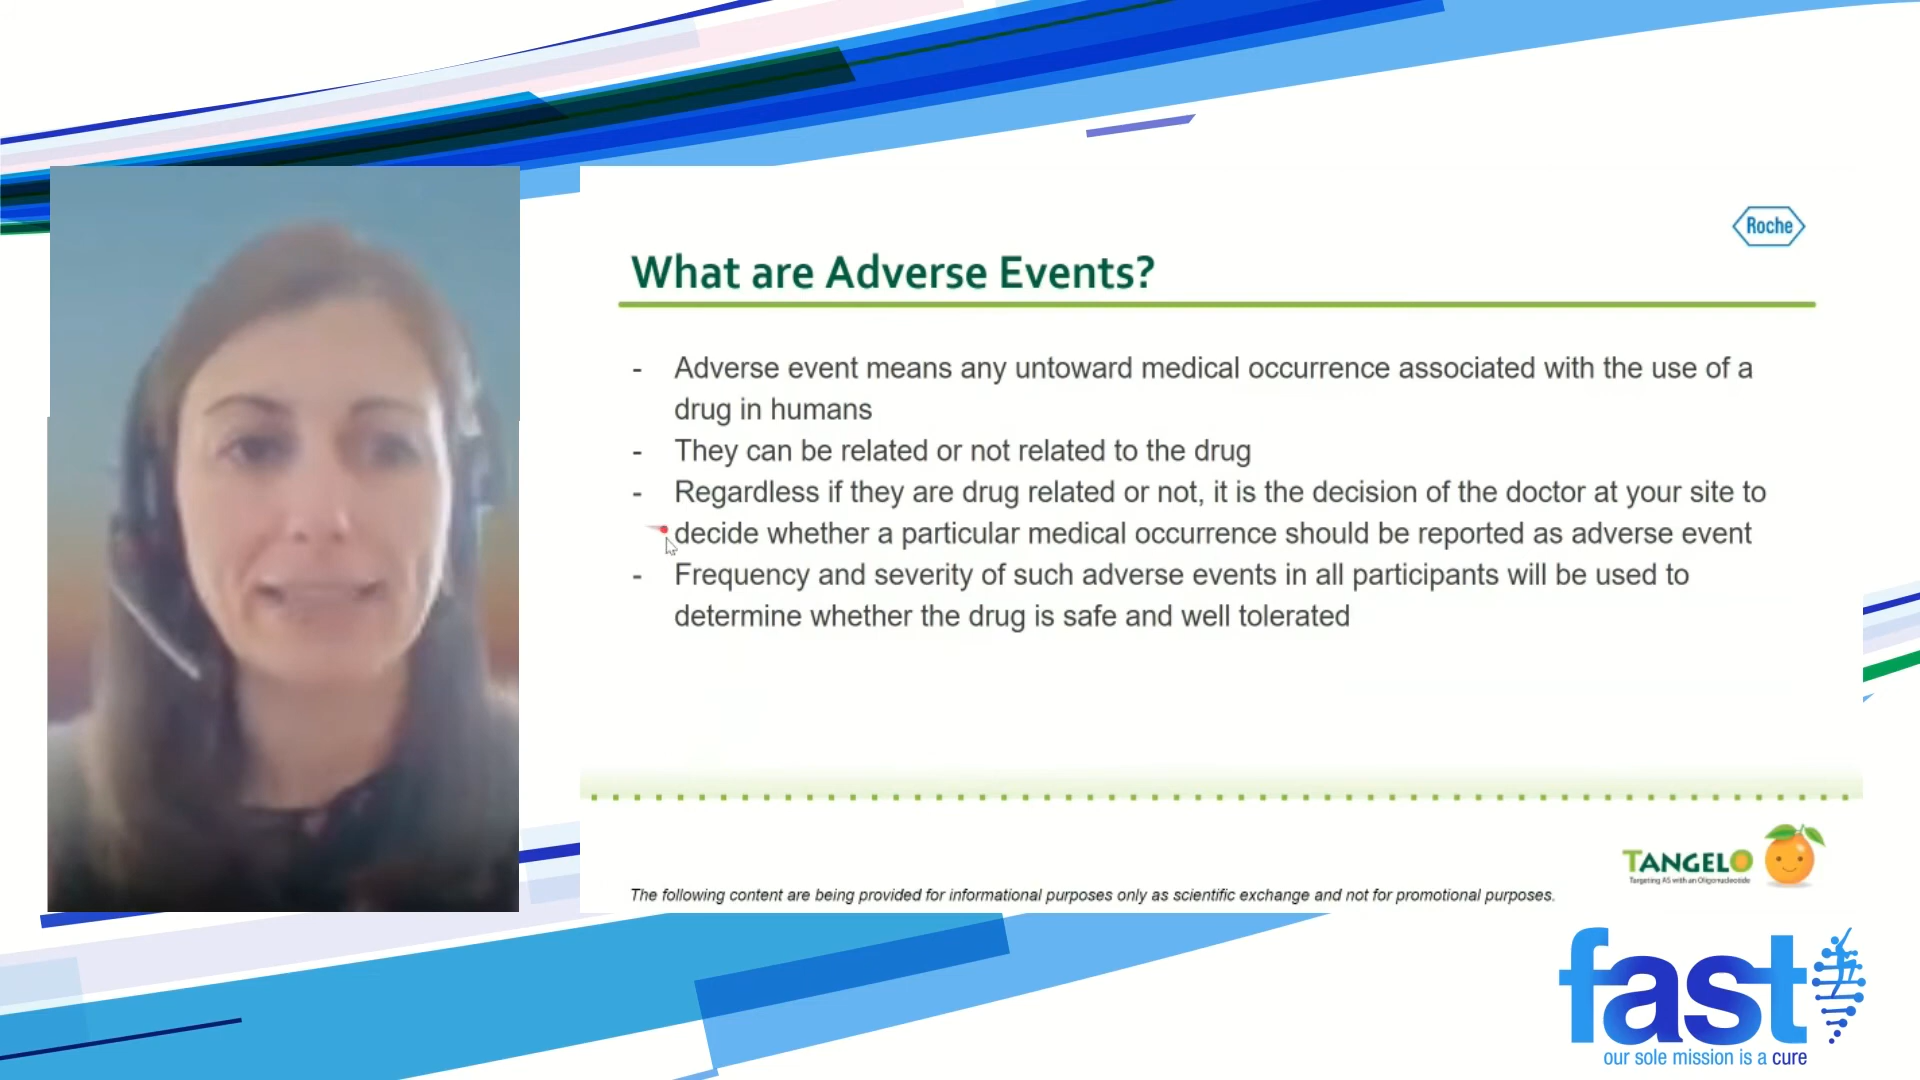 Roche
What are Adverse Events?
- Adverse event means any untoward medical occurrence associated with the use of a
drug in humans
- They can be related or not related to the drug
- Regardless if they are drug related or not, it is the decision of the doctor at your site to
decide whether a particular medical occurrence should be reported as adverse event
- Frequency and severity of such adverse events in all participants will be used to
determine whether the drug is safe and well tolerated
TANGELO
Targeting AS with an Oligonucleotide
The following content are being provided for informational purposes only as scientific exchange and not for promotional purposes.
fast
our sole mission is a cure